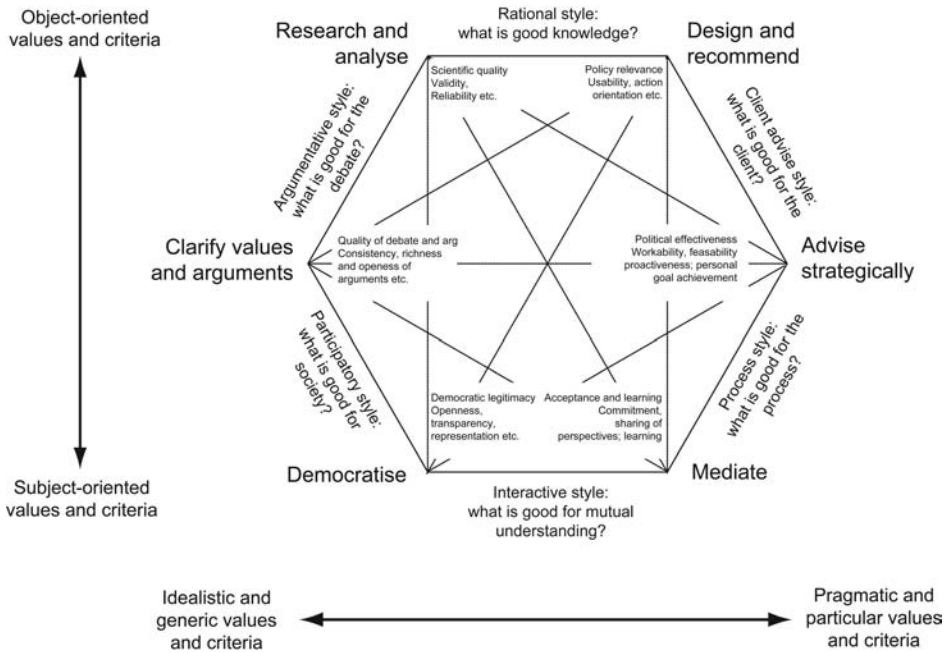 Object-oriented
values and criteria
Rational style:
what is good knowledge?
Research and
analyse
Design and
recommend
Scientific quality
Validity,
Reliability etc.
Policy relevance
Usability, action
orientation etc.
Argumentative style:
what is good for the
debate?
Client advise style:
what is good for the
client?
Clarify values
and arguments
Quality of debate and arg
Consistency, richness
and openess of
arguments etc.
Political effectiveness
Workability, feasability
proactiveness; personal
goal achievement
Advise
strategically
Participatory style:
what is good for
society?
Process style:
what is good for the
process?
Democratic legitimacy
Openness,
transparency,
representation etc.
Acceptance and learning
Commitment,
sharing of
perspectives; learning
Democratise
Mediate
Subject-oriented
values and criteria
Interactive style:
what is good for mutual
understanding?
Idealistic and
generic values
and criteria
Pragmatic and
particular values
and criteria